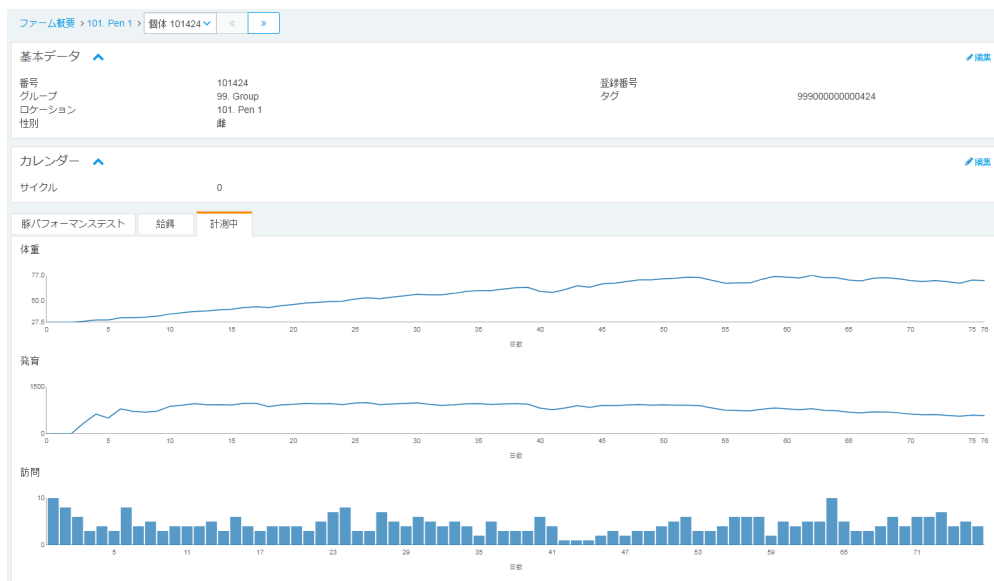 ファーム概要 > 101. Pen 1 > 個体 101424 « »
基本データ
編集
番号 101424 登録番号
グループ 99. Group タグ 999000000000424
ロケーション 101. Pen 1
性別 雌
カレンダー
編集
サイクル 0
豚パフォーマンステスト 給餌 計測中
体重
77.0
50.0
27.5
0 5 10 15 20 25 30 35 40 45 50 55 60 65 70 75 76
日数
発育
1500
0
0 5 10 15 20 25 30 35 40 45 50 55 60 65 70 75 76
日数
訪問
10
0
5 11 17 23 29 35 41 47 53 59 65 71
日数